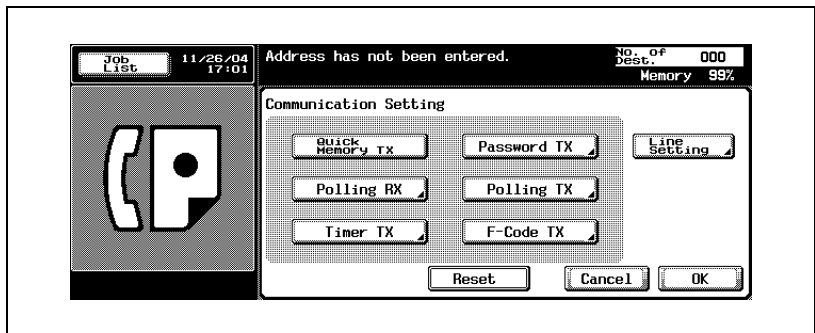 Job List
11/26/04
17:01
Address has not been entered.
No. of Dest.
000
Memory 99%
Communication Setting
Quick Memory TX
Password TX
Line Setting
Polling RX
Polling TX
Timer TX
F-Code TX
Reset
Cancel
OK